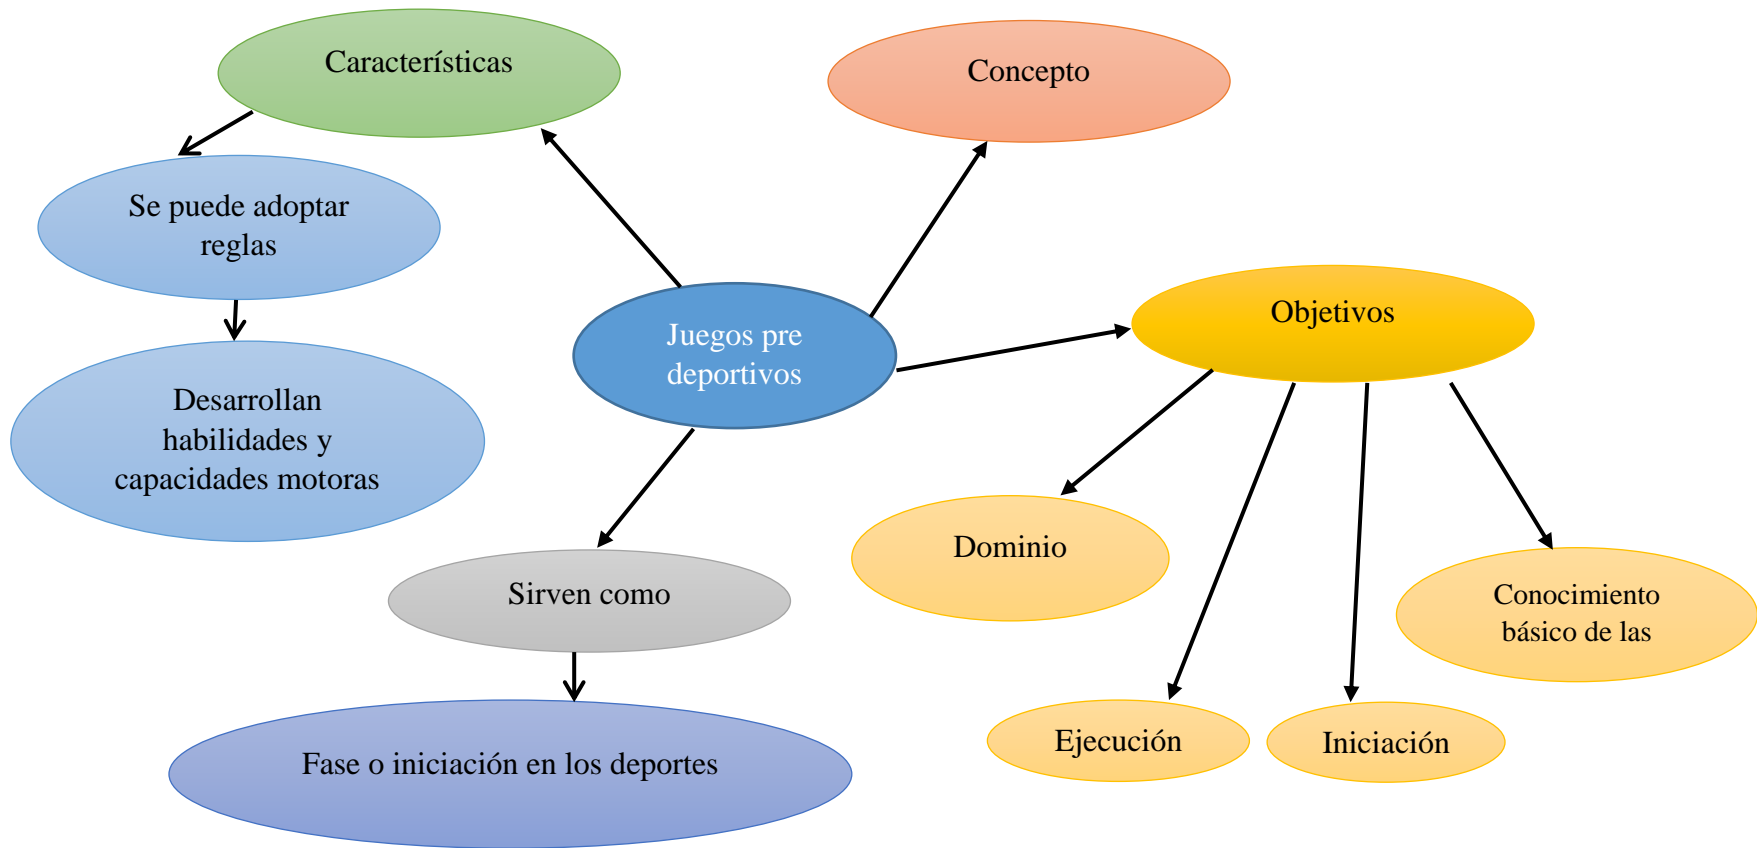 Características
Concepto
Se puede adoptar
reglas
Juegos pre
deportivos
Objetivos
Desarrollan
habilidades y
capacidades motoras
Sirven como
Dominio
Conocimiento
básico de las
Ejecución
Iniciación
Fase o iniciación en los deportes